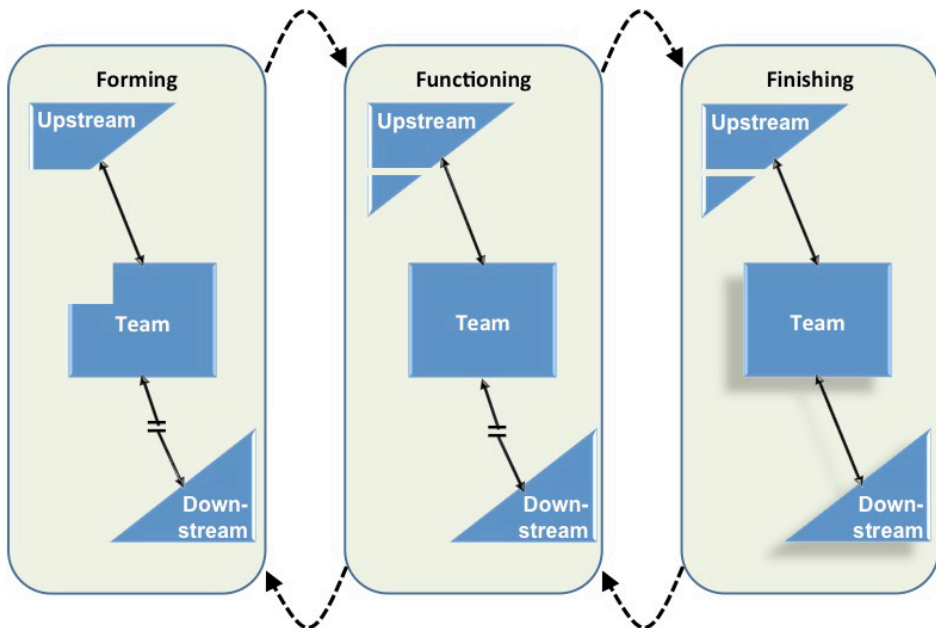 Forming
Upstream
Team
Down-
stream
Functioning
Upstream
Team
Down-
stream
Finishing
Upstream
Team
Down-
stream